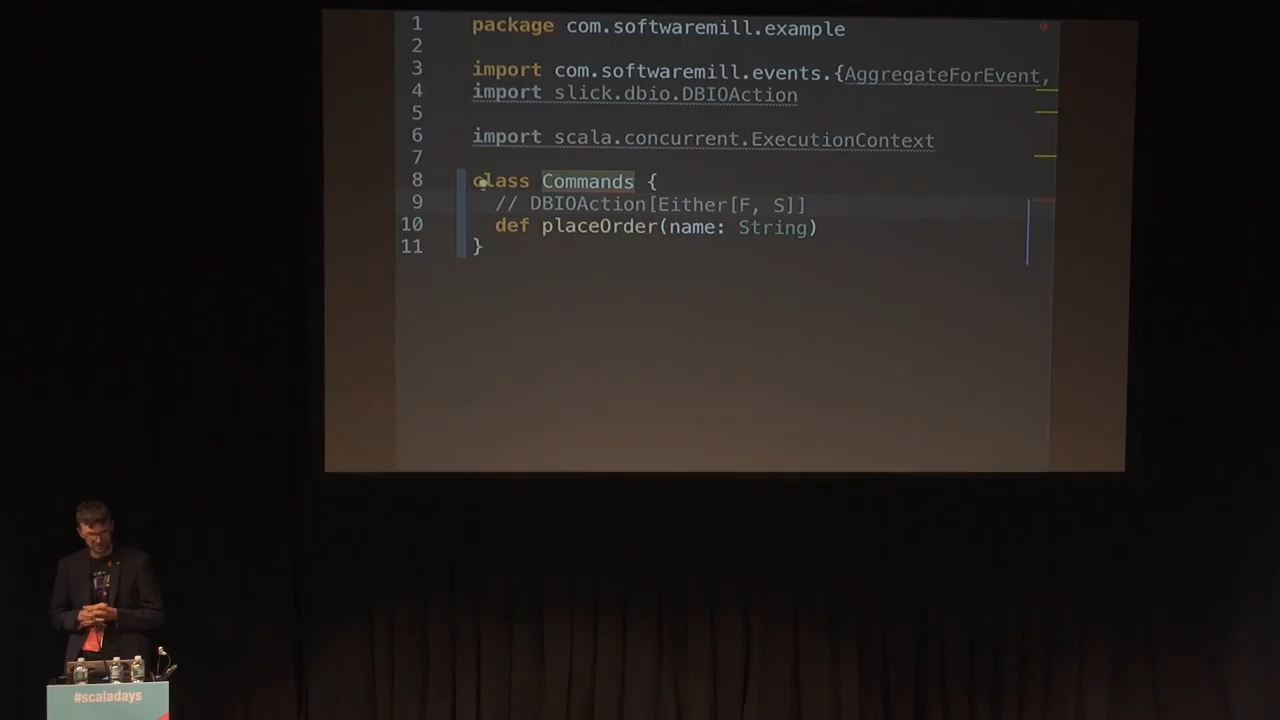 1 package com.softwaremill.example
2
3 import com.softwaremill.events.{AggregateForEvent,
4 import slick.dbio.DBIOAction
5
6 import scala.concurrent.ExecutionContext
7
8 class Commands {
9 // DBIOAction[Either[F, S]]
10 def placeOrder(name: String)
11 }
#scaladays